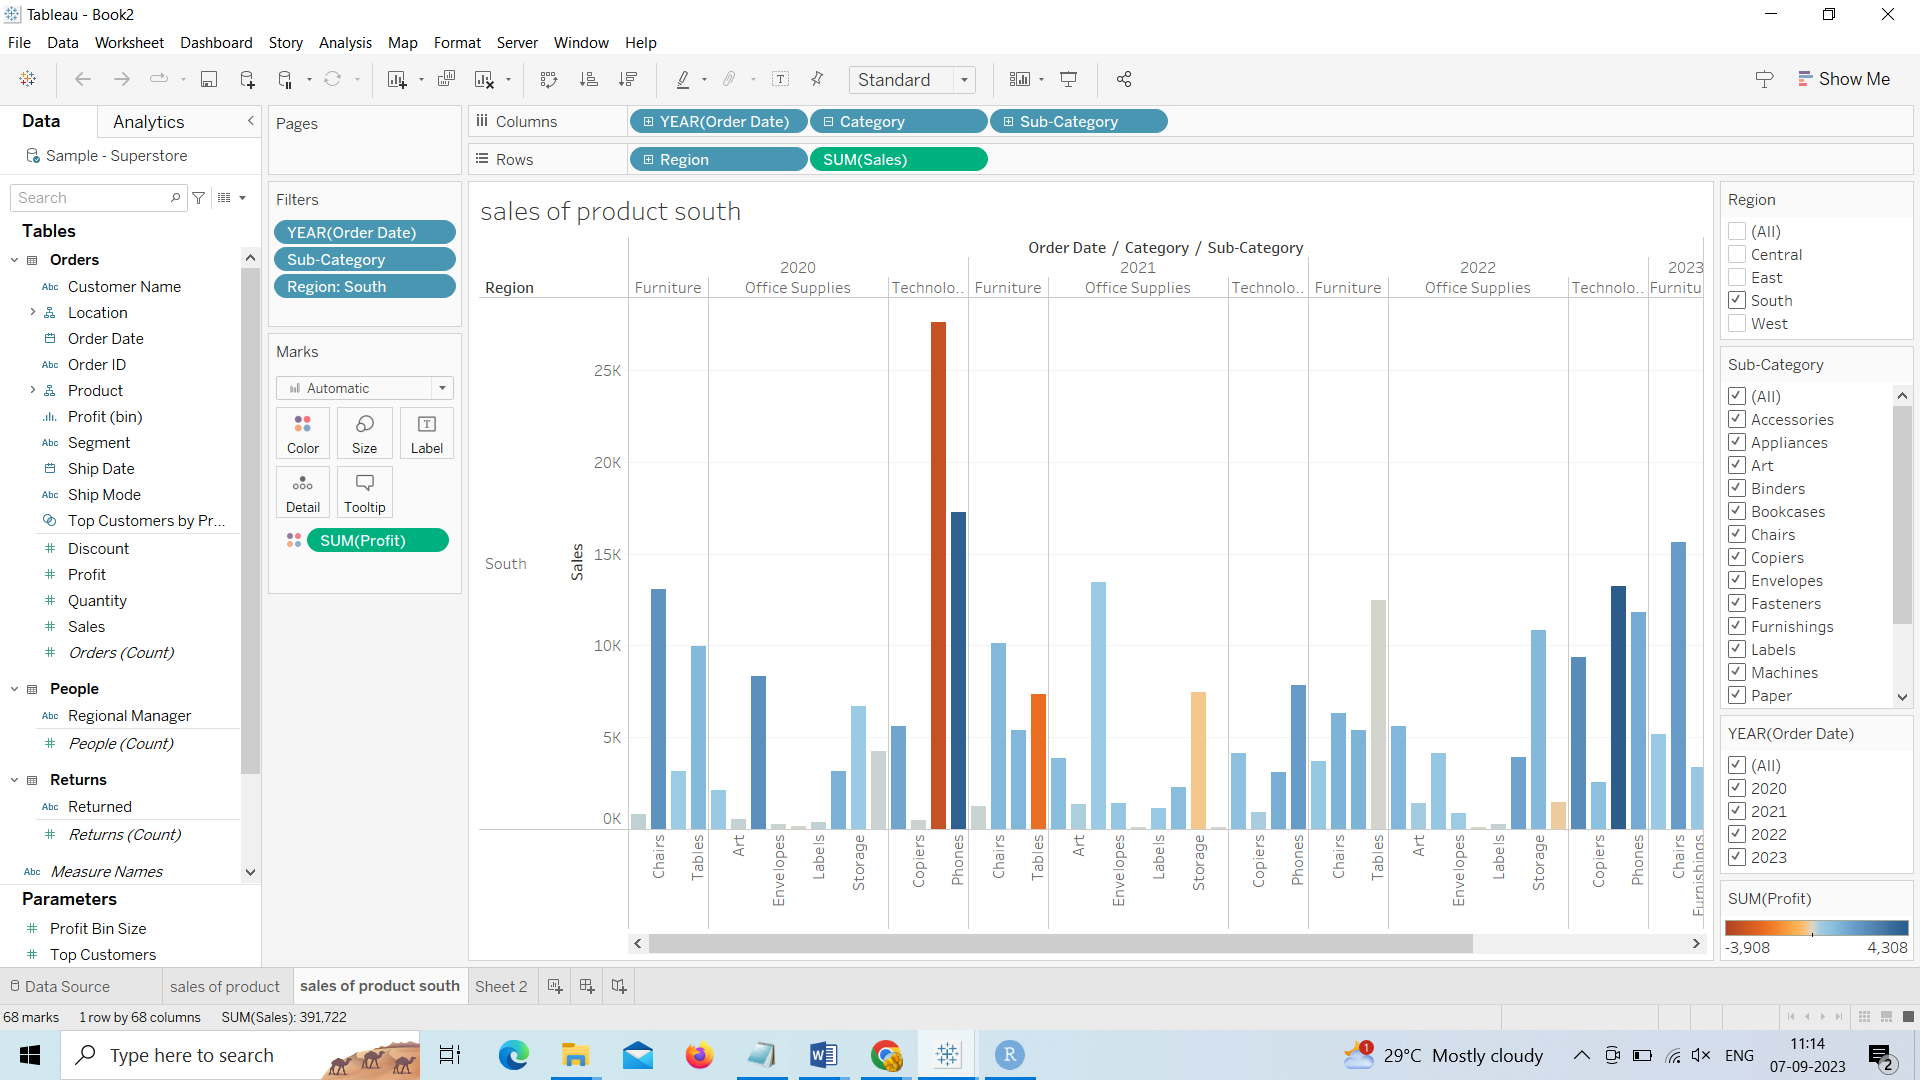 Tableau - Book2
File Data Worksheet Dashboard Story Analysis Map Format Server Window Help
Standard
Show Me
Data Analytics
Sample - Superstore
Search
Tables
Orders
Customer Name
Location
Order Date
Order ID
Product
Profit (bin)
Segment
Ship Date
Ship Mode
Top Customers by Pr...
Discount
Profit
Quantity
Sales
Orders (Count)
People
Regional Manager
People (Count)
Returns
Returned
Returns (Count)
Measure Names
Parameters
Profit Bin Size
Top Customers
Pages
Filters
YEAR(Order Date)
Sub-Category
Region: South
Marks
Automatic
Color Size Label
Detail Tooltip
SUM(Profit)
Columns YEAR(Order Date) Category Sub-Category
Rows Region SUM(Sales)
sales of product south
Order Date / Category / Sub-Category
2020 2021 2022 2023
Region Furniture Office Supplies Technolo.. Furniture Office Supplies Technolo.. Furniture Office Supplies Technolo.. Furnitu
25K
20K
15K
10K
5K
0K
South
Sales
Chairs Tables Art Envelopes Labels Storage Copiers Phones Chairs Tables Art Envelopes Labels Storage Copiers Phones Chairs Tables Art Envelopes Labels Storage Copiers Phones Chairs Furnishings
Region
(All)
Central
East
South
West
Sub-Category
(All)
Accessories
Appliances
Art
Binders
Bookcases
Chairs
Copiers
Envelopes
Fasteners
Furnishings
Labels
Machines
Paper
YEAR(Order Date)
(All)
2020
2021
2022
2023
SUM(Profit)
-3,908 4,308
Data Source sales of product sales of product south Sheet 2
68 marks 1 row by 68 columns SUM(Sales): 391,722
Type here to search
29°C Mostly cloudy
ENG
11:14
07-09-2023